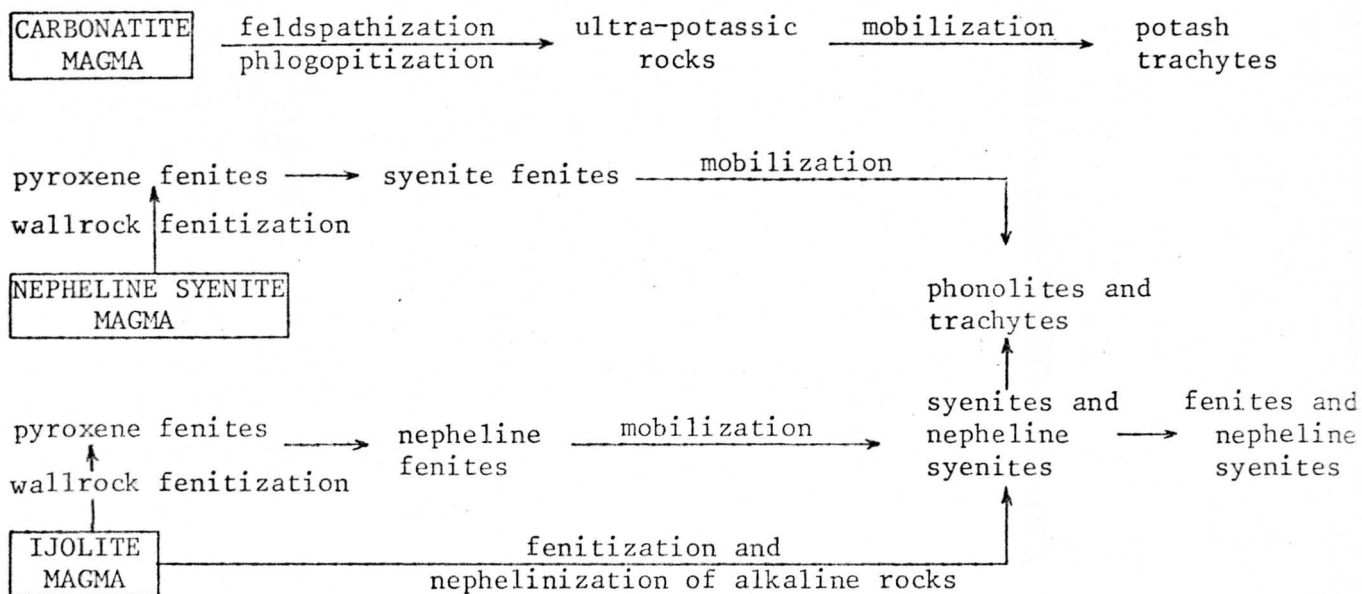 CARBONATITE
MAGMA
feldspathization
phlogopitization
ultra-potassic
rocks
mobilization
potash
trachytes
pyroxene fenites
syenite fenites
mobilization
wallrock fenitization
NEPHELINE SYENITE
MAGMA
phonolites and
trachytes
pyroxene fenites
wallrock fenitization
nepheline
fenites
mobilization
syenites and
nepheline
syenites
fenites and
nepheline
syenites
IJOLITE
MAGMA
fenitization and
nephelinization of alkaline rocks